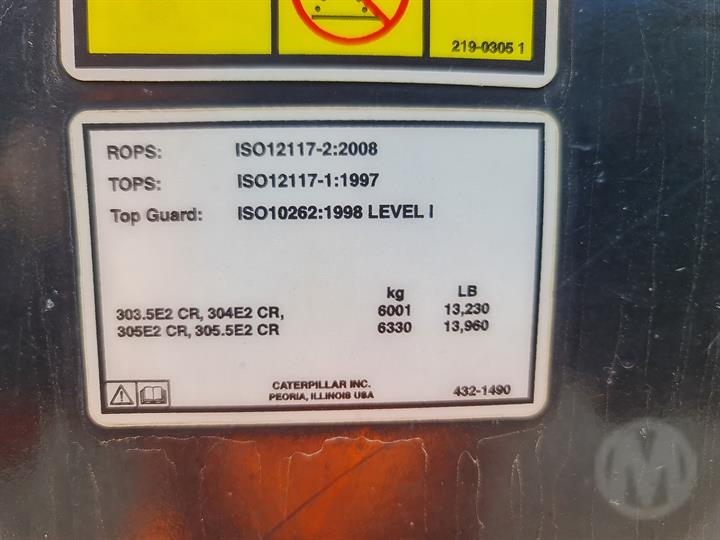 219-0305 1
ROPS: ISO12117-2:2008
TOPS: ISO12117-1:1997
Top Guard: ISO10262:1998 LEVEL I
kg LB
303.5E2 CR, 304E2 CR, 6001 13,230
305E2 CR, 305.5E2 CR 6330 13,960
CATERPILLAR INC.
PEORIA, ILLINOIS USA
432-1490
M